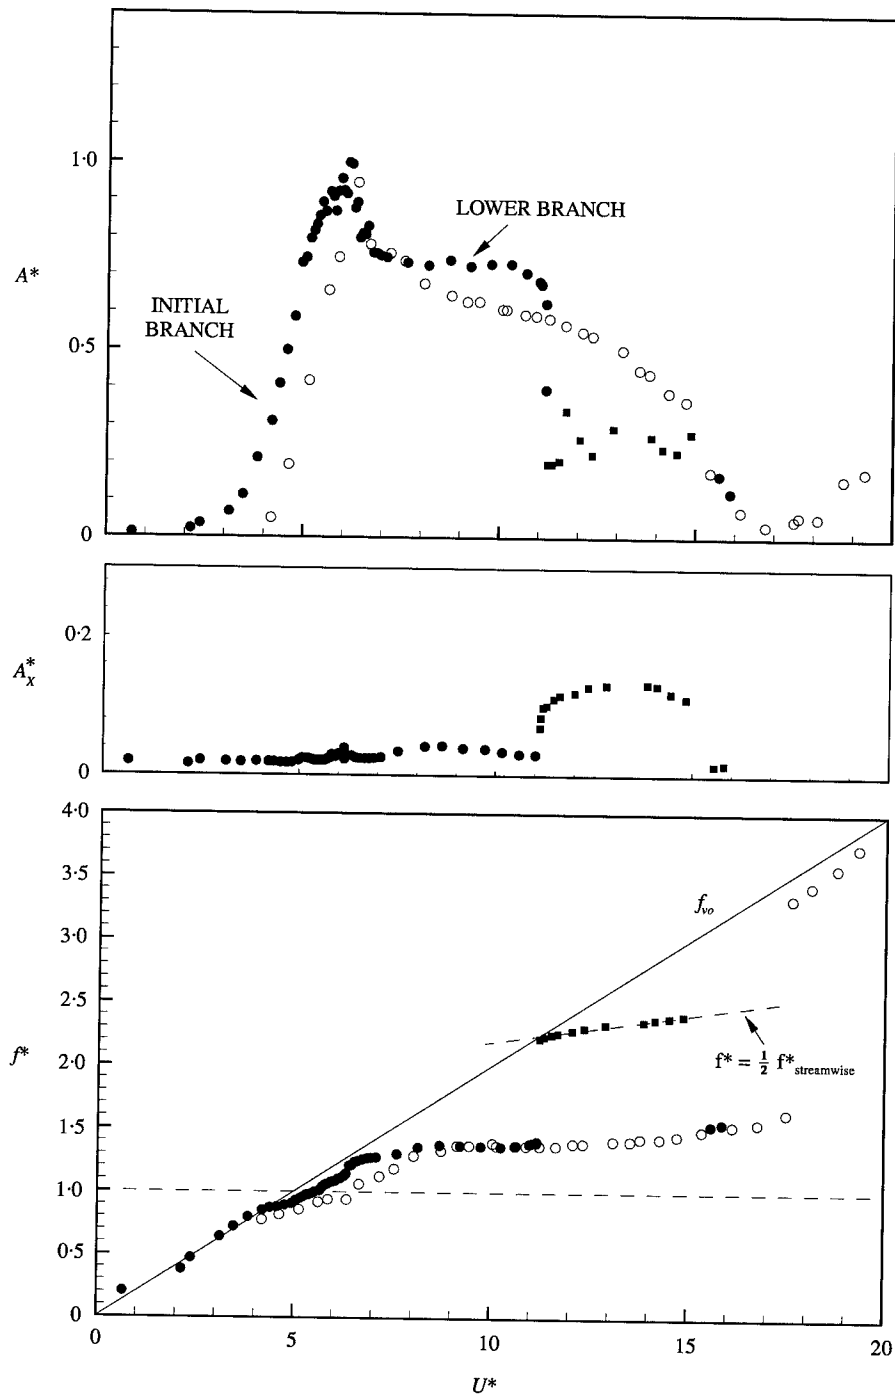 1·0
LOWER BRANCH
A*
INITIAL
BRANCH
0·5
0
0·2
A*X
0
4·0
3·5
fvo
3·0
2·5
f*
2·0
f* = 1/2 f*streamwise
1·5
1·0
0·5
0
0 5 10 15 20
U*